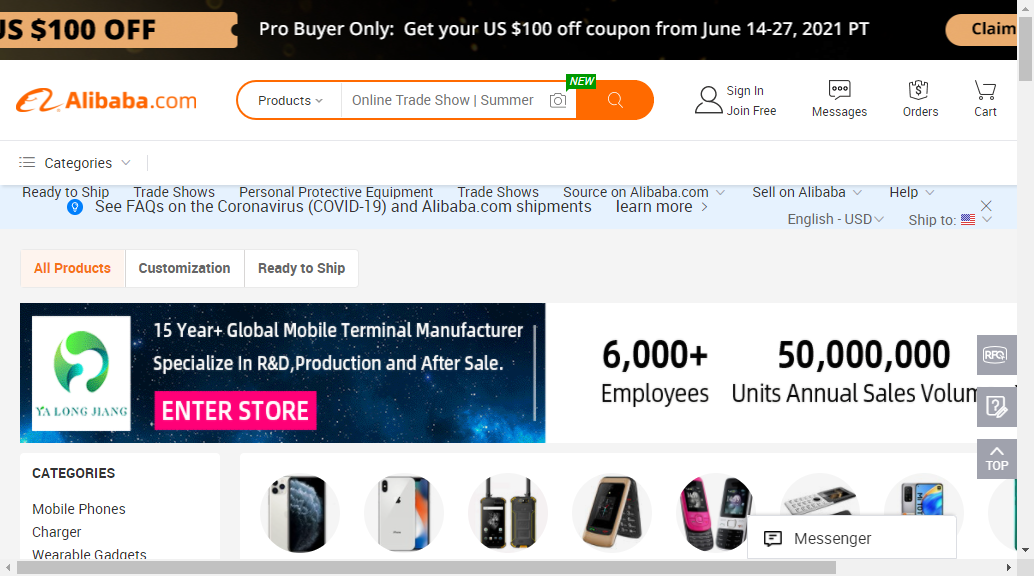 US $100 OFF
Pro Buyer Only: Get your US $100 off coupon from June 14-27, 2021 PT
Claim
Alibaba.com
Products
Online Trade Show | Summer
NEW
Sign In
Join Free
Messages
Orders
Cart
Categories
Ready to Ship
Trade Shows
Personal Protective Equipment
Trade Shows
Source on Alibaba.com
Sell on Alibaba
Help
See FAQs on the Coronavirus (COVID-19) and Alibaba.com shipments
learn more
English - USD
Ship to:
All Products
Customization
Ready to Ship
YA LONG JIANG
15 Year+ Global Mobile Terminal Manufacturer
Specialize In R&D,Production and After Sale.
ENTER STORE
6,000+
Employees
50,000,000
Units Annual Sales Volum
RFQ
TOP
CATEGORIES
Mobile Phones
Charger
Wearable Gadgets
Messenger